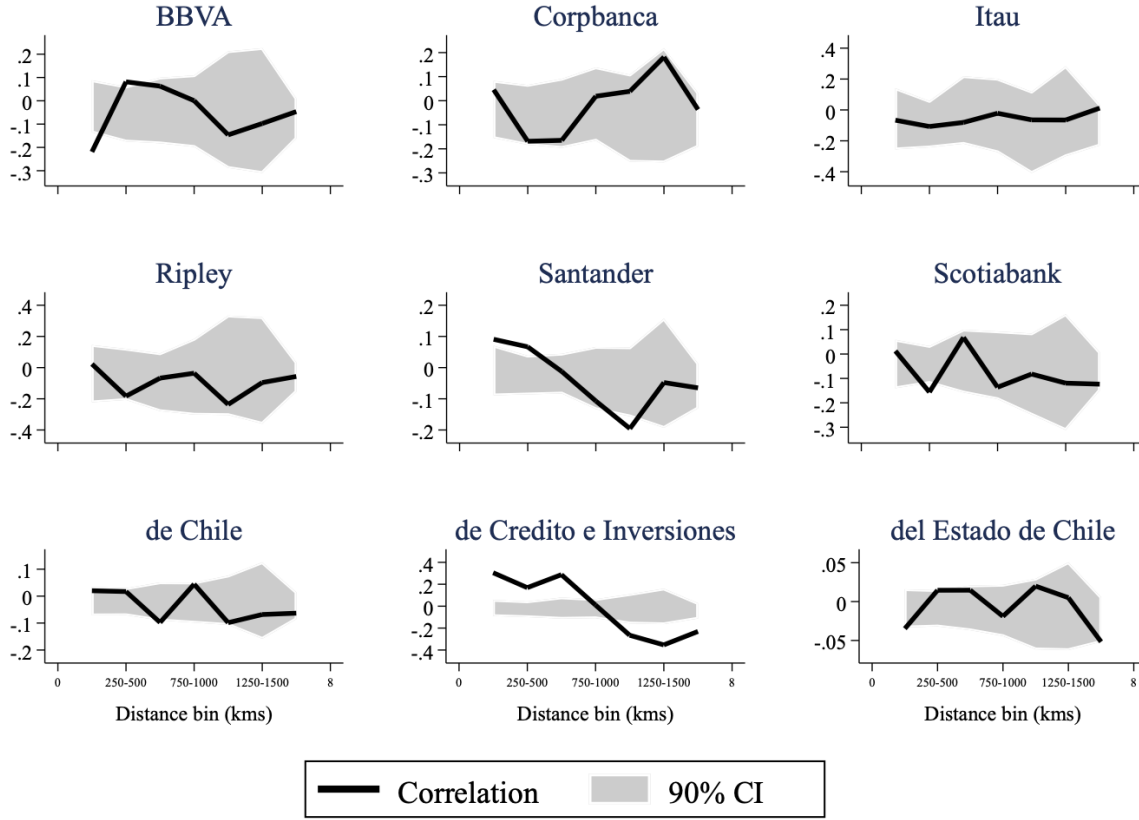 BBVA
.2
.1
0
-.1
-.2
-.3
Corpbanca
.2
.1
0
-.1
-.2
-.3
Itau
.4
.2
0
-.2
-.4
Ripley
.4
.2
0
-.2
-.4
Santander
.2
.1
0
-.1
-.2
Scotiabank
.2
.1
0
-.1
-.2
-.3
de Chile
.1
0
-.1
-.2
0 250-500 750-1000 1250-1500 8
Distance bin (kms)
de Credito e Inversiones
.4
.2
0
-.2
-.4
0 250-500 750-1000 1250-1500 8
Distance bin (kms)
del Estado de Chile
.05
0
-.05
0 250-500 750-1000 1250-1500 8
Distance bin (kms)
Correlation 90% CI